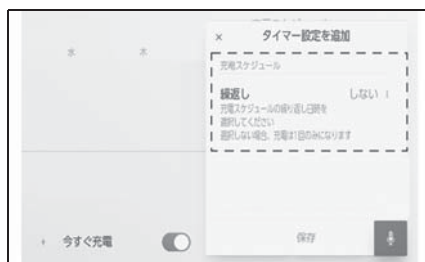 水
木
× タイマー設定を追加
充電スケジュール
繰返し
しない
充電スケジュールの繰り返し日時を
選択してください
選択しない場合、充電は1回のみになります
今すぐ充電
保存